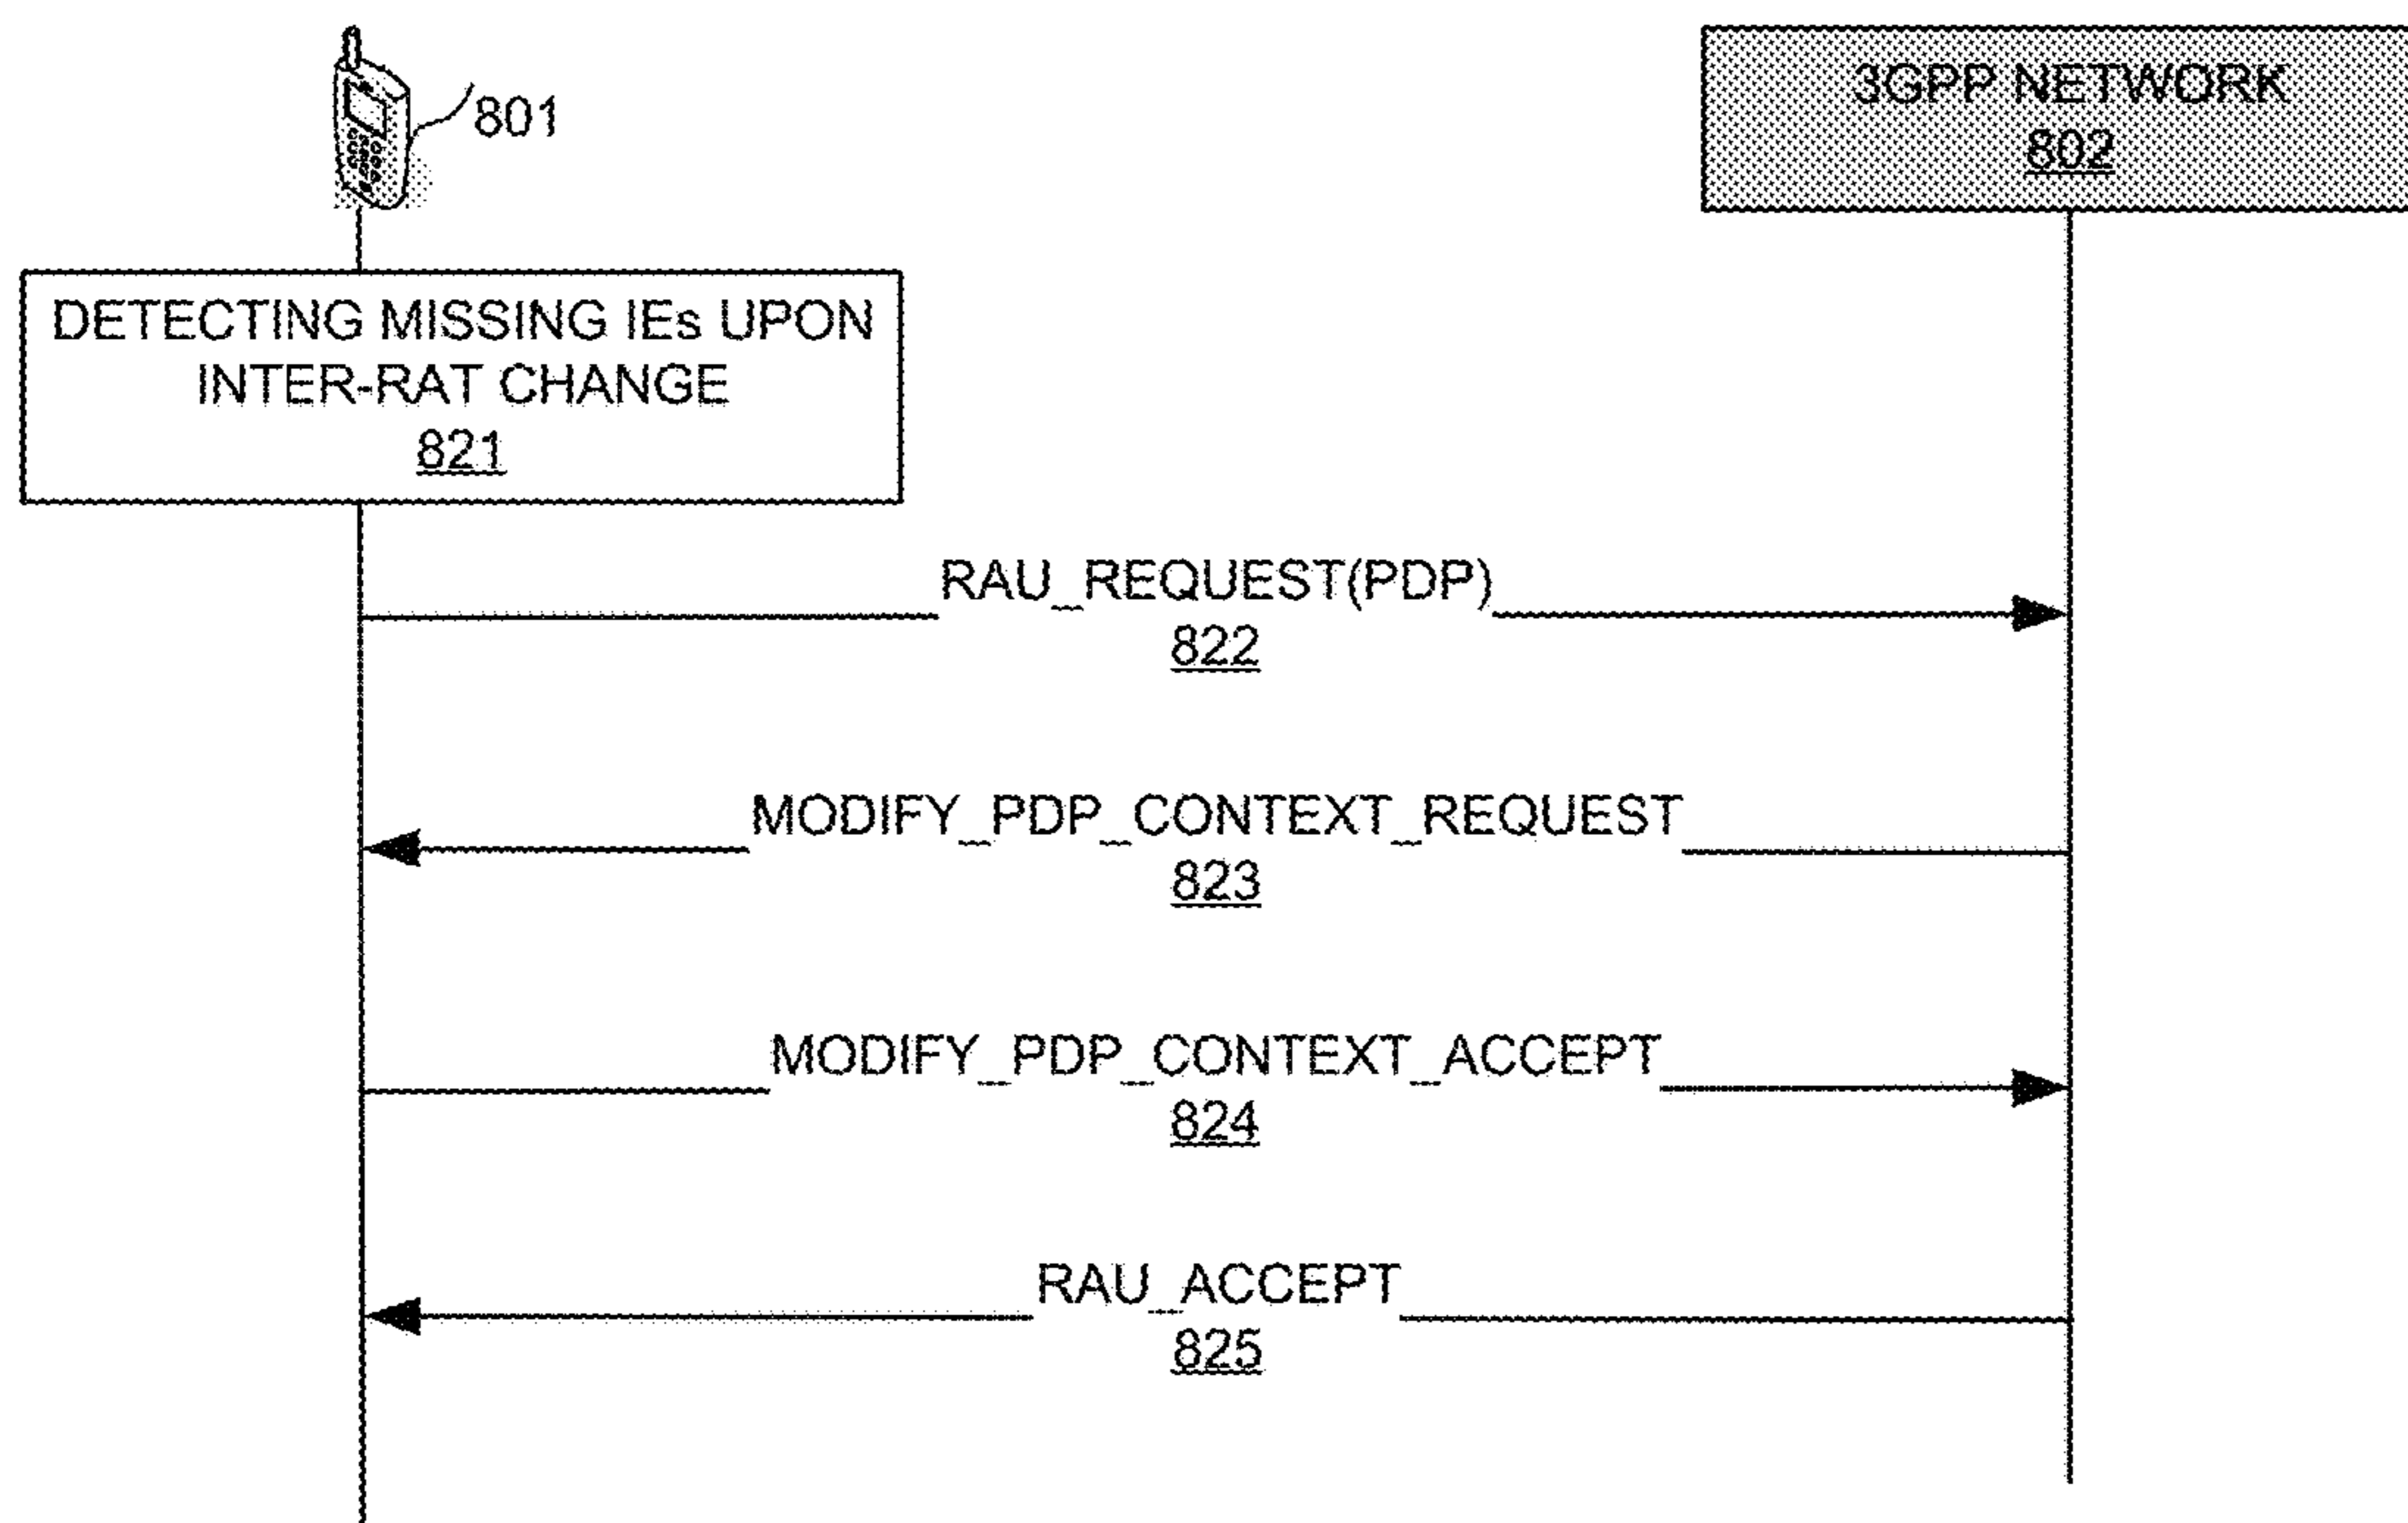 801
3GPP NETWORK
802
DETECTING MISSING IEs UPON
INTER-RAT CHANGE
821
RAU_REQUEST(PDP)
822
MODIFY_PDP_CONTEXT_REQUEST
823
MODIFY_PDP_CONTEXT_ACCEPT
824
RAU_ACCEPT
825